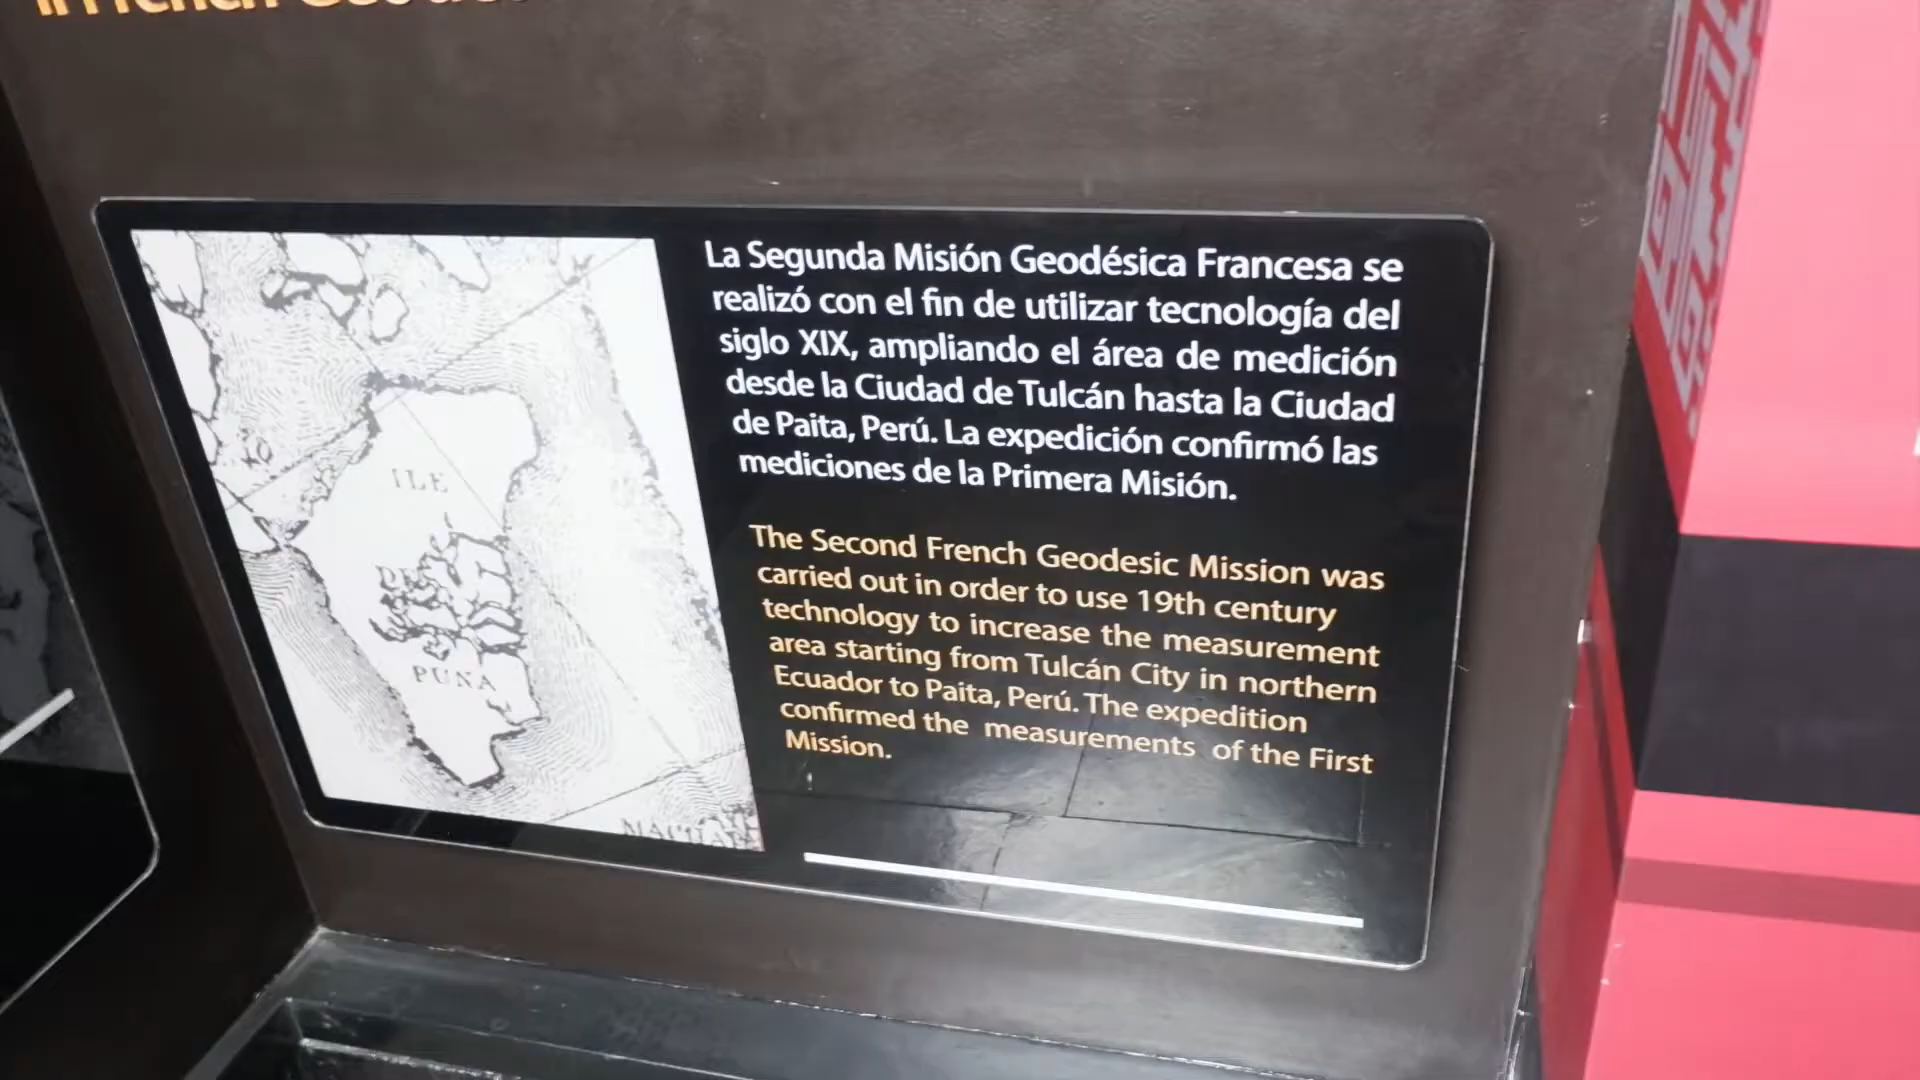 La Segunda Misión Geodésica Francesa se
realizó con el fin de utilizar tecnología del
siglo XIX, ampliando el área de medición
desde la Ciudad de Tulcán hasta la Ciudad
de Paita, Perú. La expedición confirmó las
mediciones de la Primera Misión.
The Second French Geodesic Mission was
carried out in order to use 19th century
technology to increase the measurement
area starting from Tulcán City in northern
Ecuador to Paita, Perú. The expedition
confirmed the measurements of the First
Mission.
ILE
PUNA